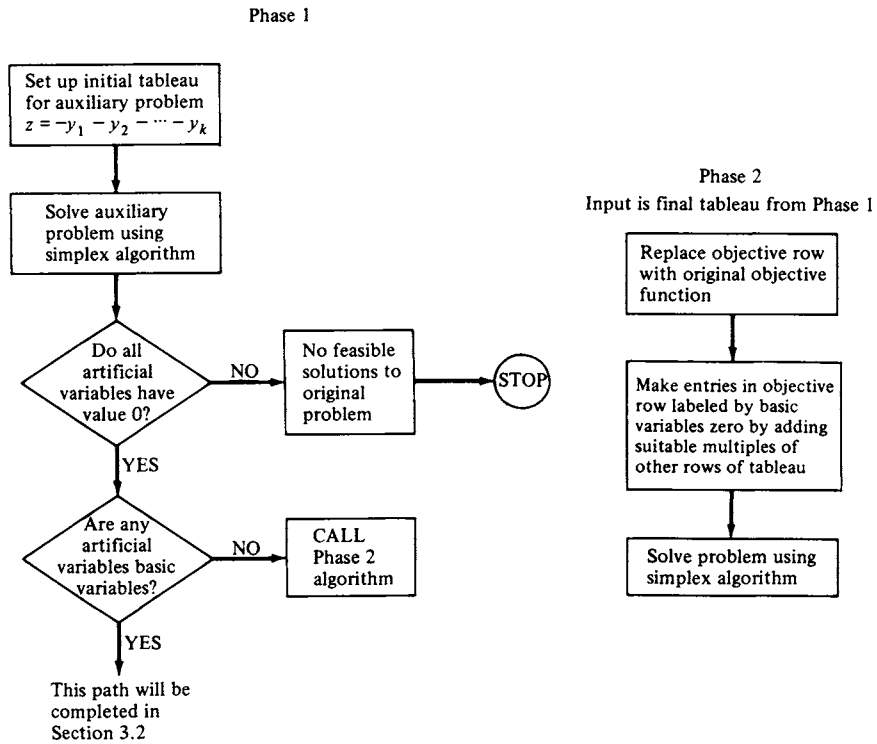 Phase 1
Set up initial tableau
for auxiliary problem
z = −y₁ − y₂ − ··· − yₖ
Solve auxiliary
problem using
simplex algorithm
Do all
artificial
variables have
value 0?
NO
No feasible
solutions to
original
problem
STOP
YES
Are any
artificial
variables basic
variables?
NO
CALL
Phase 2
algorithm
YES
This path will be
completed in
Section 3.2
Phase 2
Input is final tableau from Phase 1
Replace objective row
with original objective
function
Make entries in objective
row labeled by basic
variables zero by adding
suitable multiples of
other rows of tableau
Solve problem using
simplex algorithm